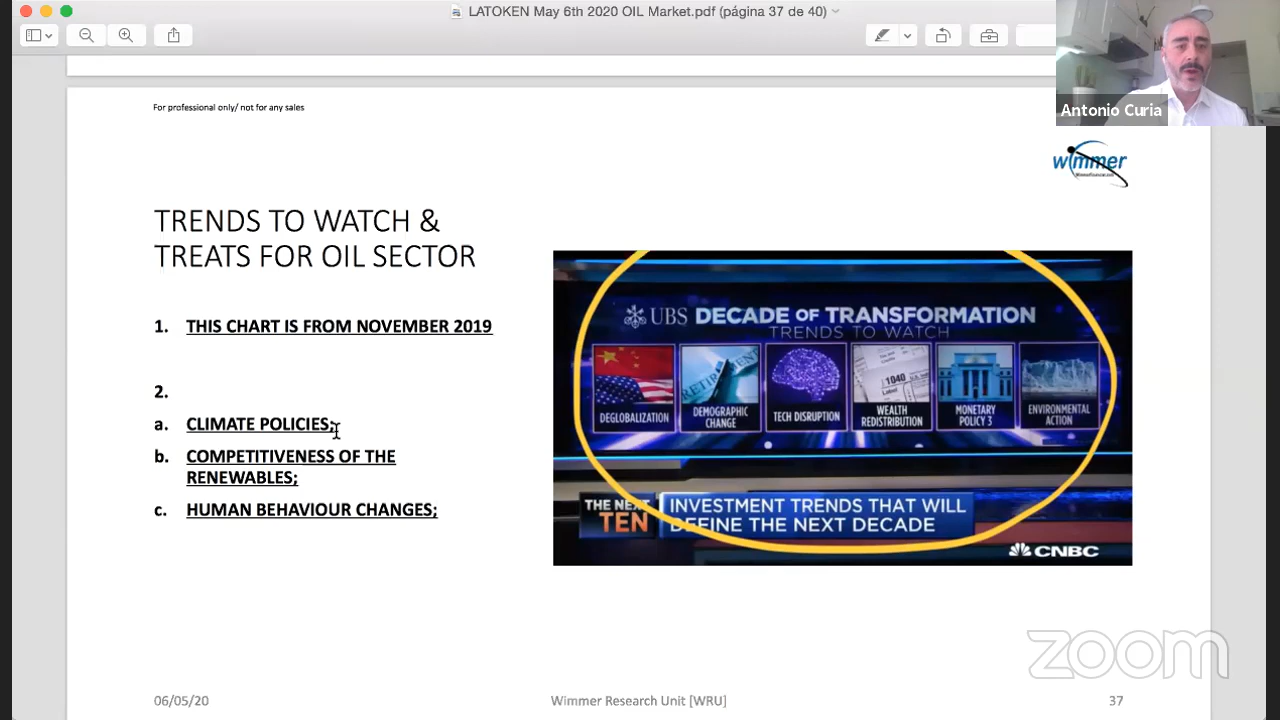 LATOKEN May 6th 2020 OIL Market.pdf (página 37 de 40)
Antonio Curia
For professional only/ not for any sales
wimmer
TRENDS TO WATCH &
TREATS FOR OIL SECTOR
1. THIS CHART IS FROM NOVEMBER 2019
2.
a. CLIMATE POLICIES;
b. COMPETITIVENESS OF THE
RENEWABLES;
c. HUMAN BEHAVIOUR CHANGES;
UBS DECADE OF TRANSFORMATION
TRENDS TO WATCH
RETIREMENT
1040
DEGLOBALIZATION
DEMOGRAPHIC
CHANGE
TECH DISRUPTION
WEALTH
REDISTRIBUTION
MONETARY
POLICY 3
ENVIRONMENTAL
ACTION
THE NEXT
TEN
INVESTMENT TRENDS THAT WILL
DEFINE THE NEXT DECADE
CNBC
zoom
06/05/20
Wimmer Research Unit [WRU]
37